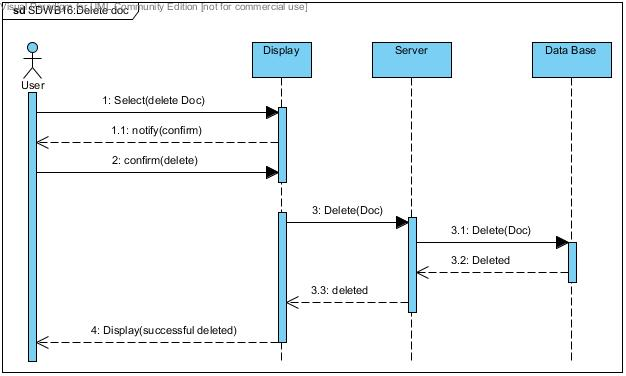 Visual Paradigm for UML Community Edition [not for commercial use]
sd SDWB16:Delete doc
Display
Server
Data Base
User
1: Select(delete Doc)
1.1: notify(confirm)
2: confirm(delete)
3: Delete(Doc)
3.1: Delete(Doc)
3.2: Deleted
3.3: deleted
4: Display(successful deleted)